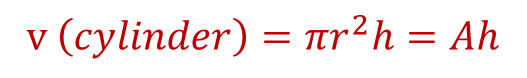 v (cylinder) = πr²h = Ah